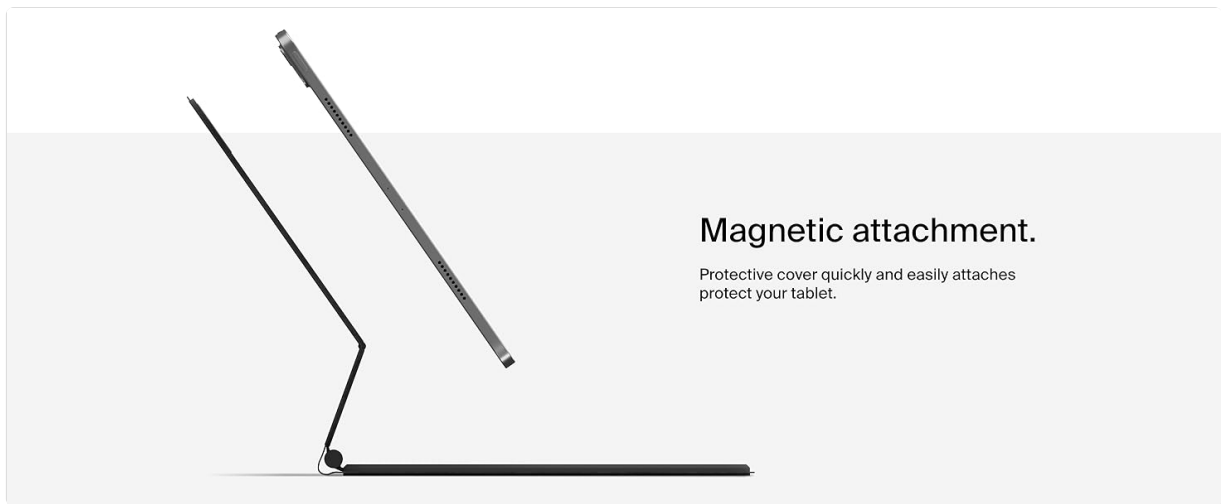 Magnetic attachment.
Protective cover quickly and easily attaches
protect your tablet.